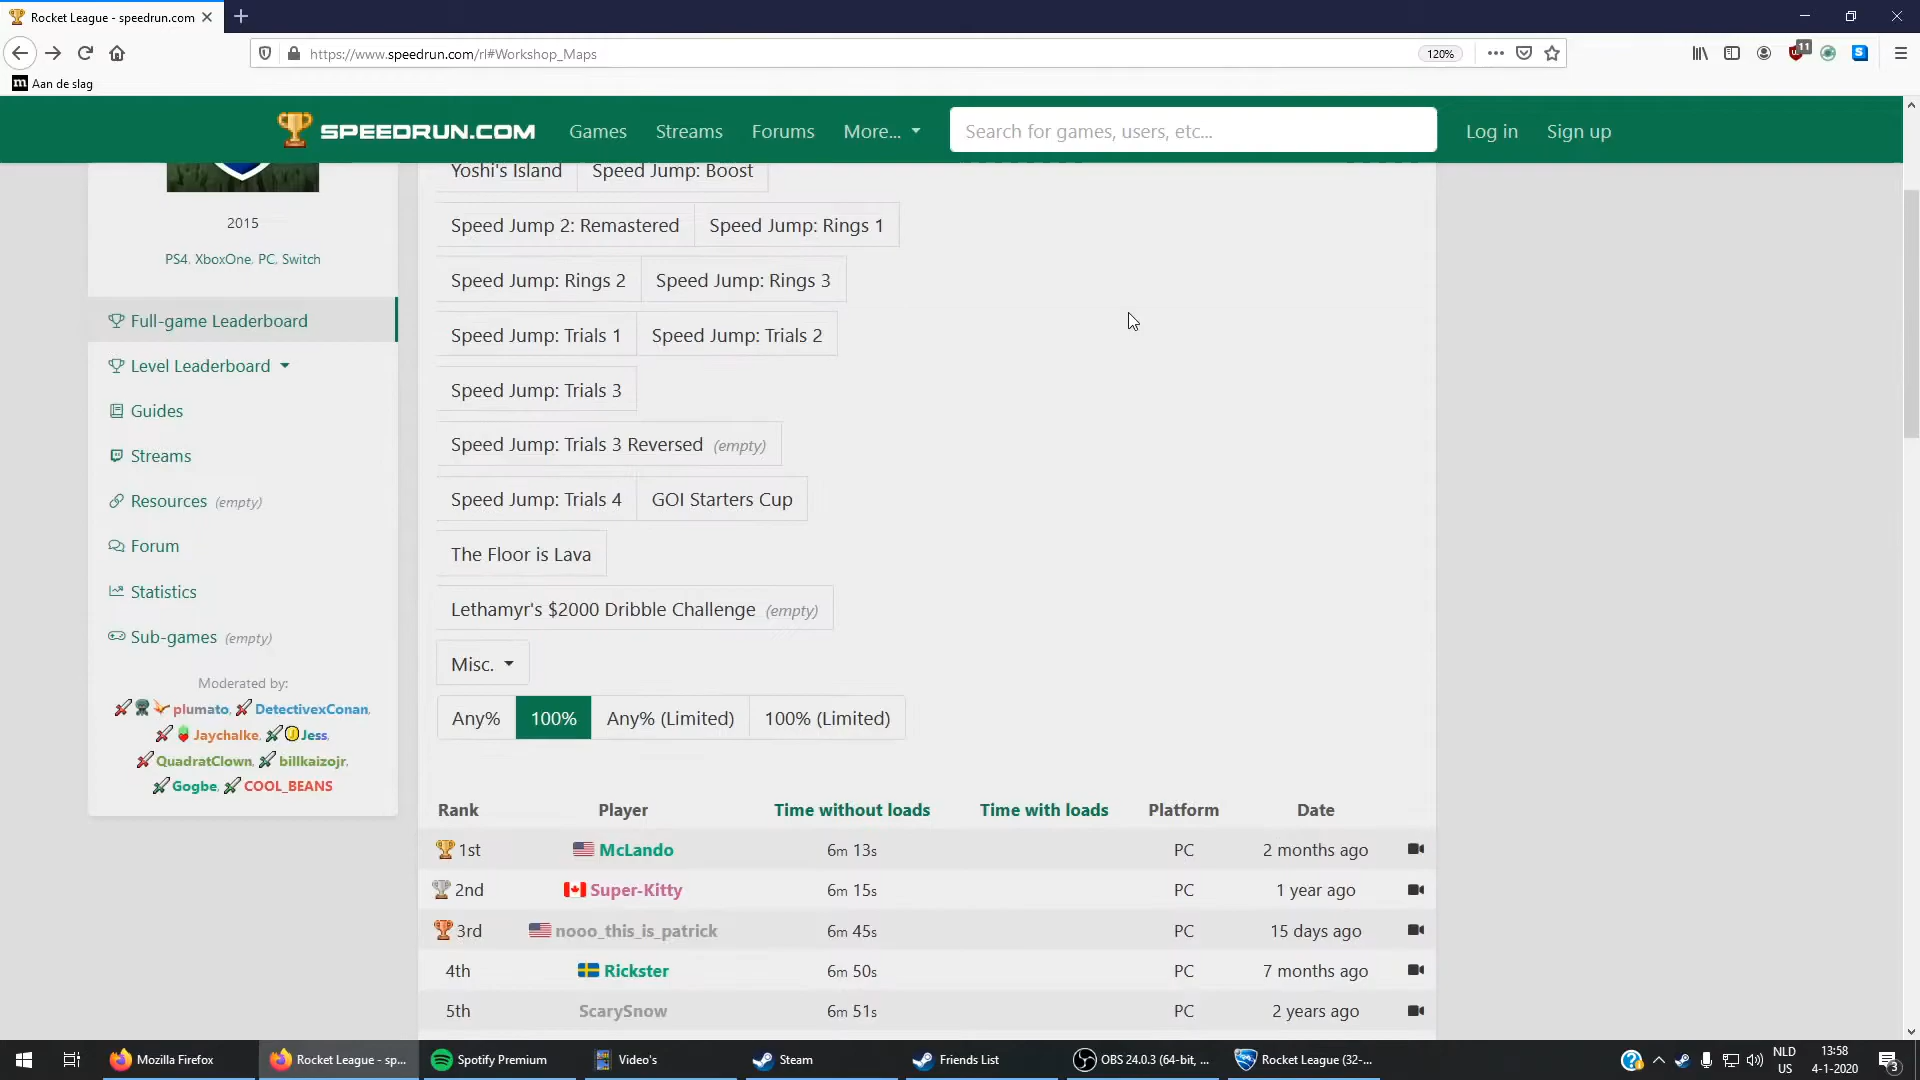 Rocket League - speedrun.com
https://www.speedrun.com/rl#Workshop_Maps
120%
11
Aan de slag
SPEEDRUN.COM
Games
Streams
Forums
More...
Search for games, users, etc...
Log in
Sign up
2015
PS4, XboxOne, PC, Switch
Full-game Leaderboard
Level Leaderboard
Guides
Streams
Resources (empty)
Forum
Statistics
Sub-games (empty)
Moderated by:
plumato, DetectivexConan,
Jaychalke, Jess,
QuadratClown, billkaizojr,
Gogbe, COOL_BEANS
Yoshi's Island
Speed Jump: Boost
Speed Jump 2: Remastered
Speed Jump: Rings 1
Speed Jump: Rings 2
Speed Jump: Rings 3
Speed Jump: Trials 1
Speed Jump: Trials 2
Speed Jump: Trials 3
Speed Jump: Trials 3 Reversed (empty)
Speed Jump: Trials 4
GOI Starters Cup
The Floor is Lava
Lethamyr's $2000 Dribble Challenge (empty)
Misc.
Any%
100%
Any% (Limited)
100% (Limited)
Rank Player Time without loads Time with loads Platform Date
1st McLando 6m 13s PC 2 months ago
2nd Super-Kitty 6m 15s PC 1 year ago
3rd nooo_this_is_patrick 6m 45s PC 15 days ago
4th Rickster 6m 50s PC 7 months ago
5th ScarySnow 6m 51s PC 2 years ago
Mozilla Firefox
Rocket League - sp...
Spotify Premium
Video's
Steam
Friends List
OBS 24.0.3 (64-bit, ...
Rocket League (32-...
NLD
US
13:58
4-1-2020
3